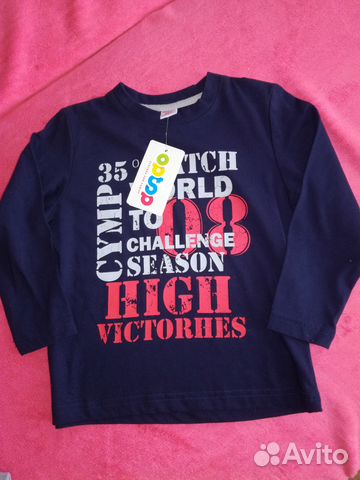 35° ATCH
CYMP
ORLD
TO 08
CHALLENGE
SEASON
HIGH
VICTORHES
Avito